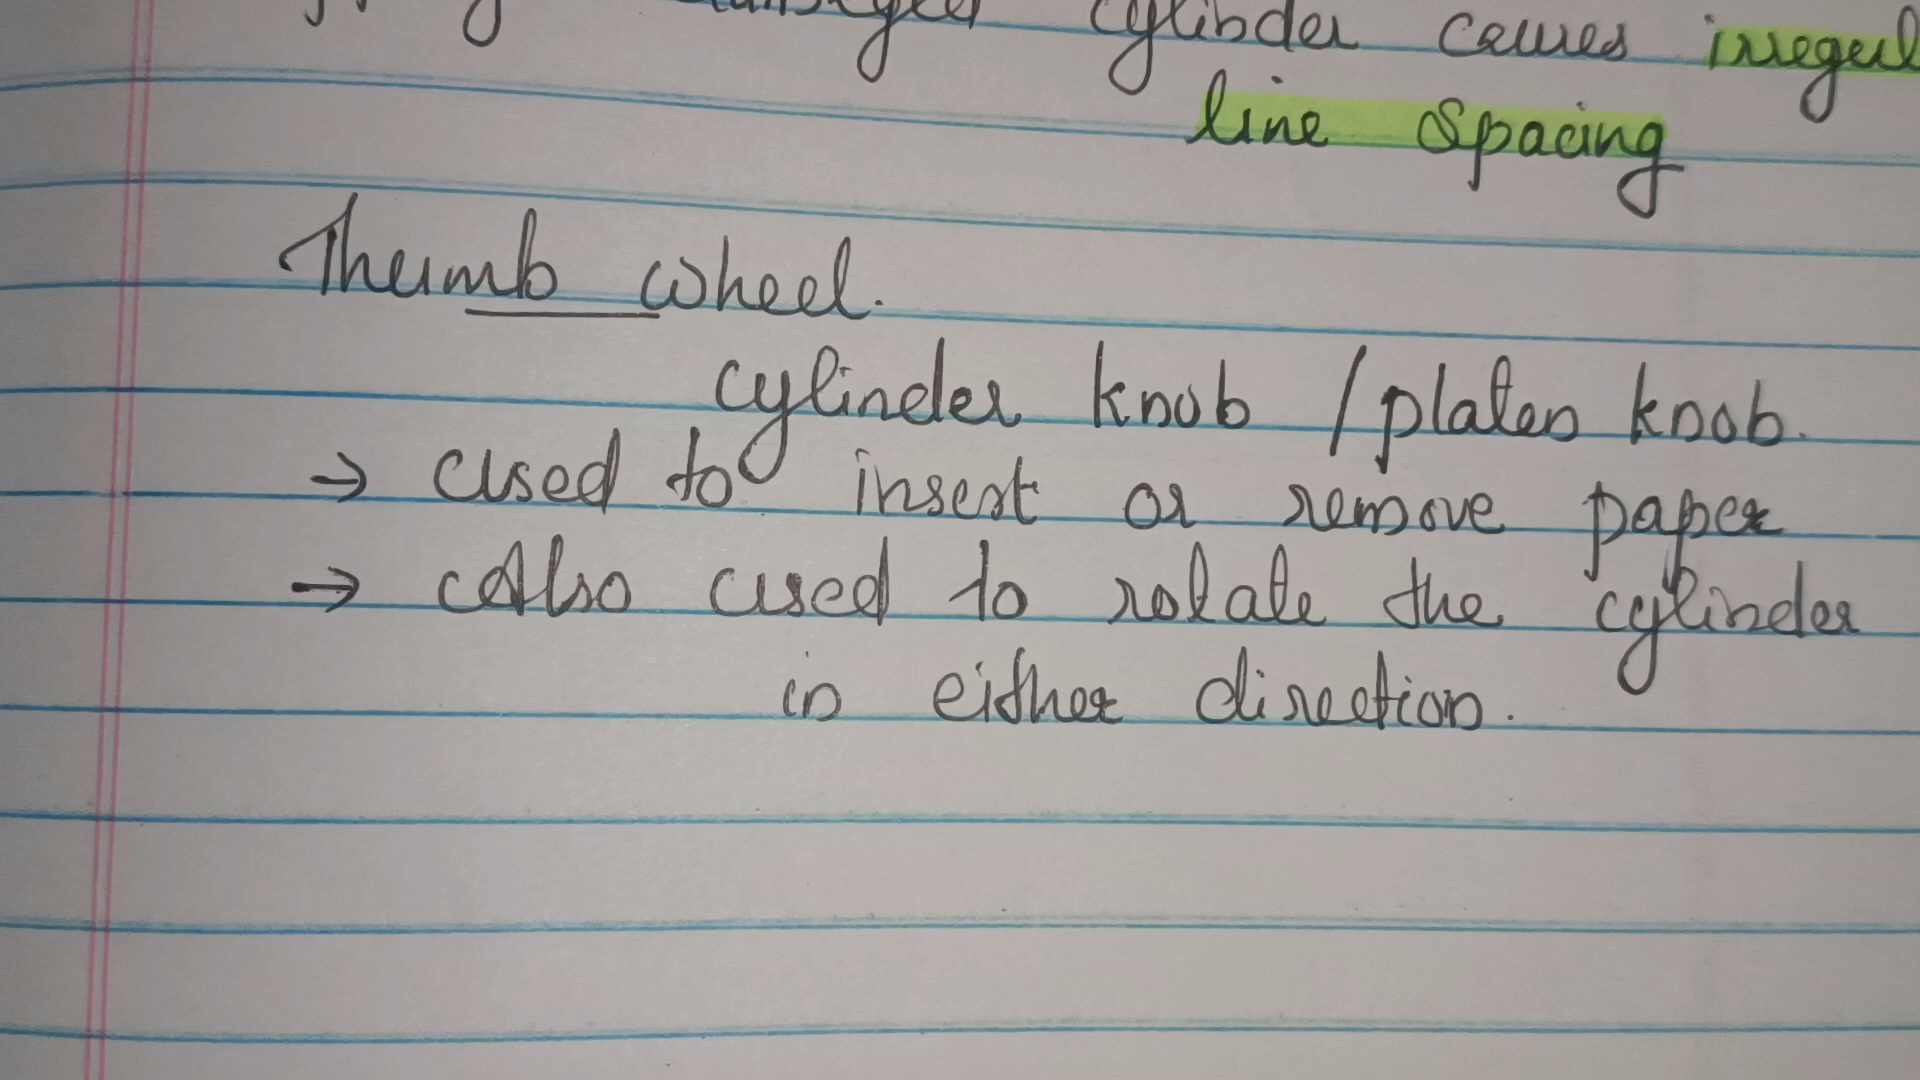 cylinder causes
line spacing
Thumb wheel.
cylinder knob / platen knob.
→ used to insert or remove paper
→ Also used to rotate the cylinder
in either direction.